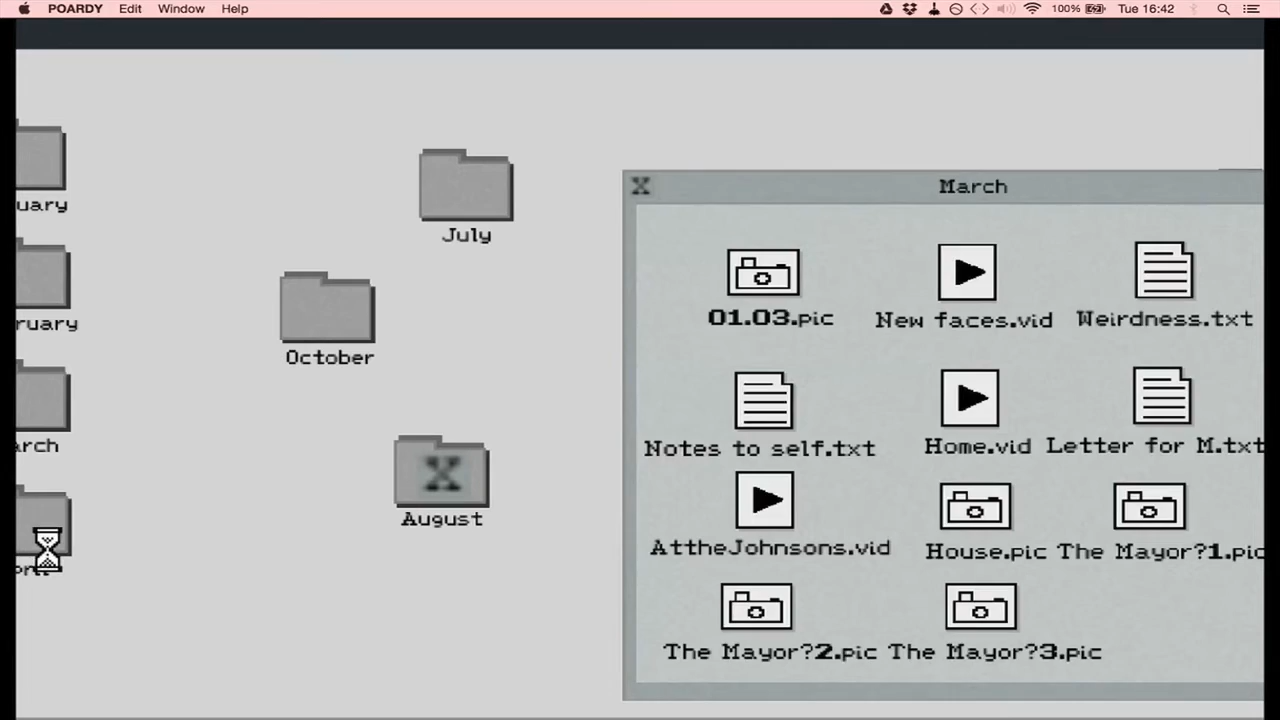 POARDY Edit Window Help 100% Tue 16:42
uary
ruary
arch
July
October
August
March
01.03.pic New faces.vid Weirdness.txt
Notes to self.txt Home.vid Letter for M.txt
AttheJohnsons.vid House.pic The Mayor?1.pic
The Mayor?2.pic The Mayor?3.pic